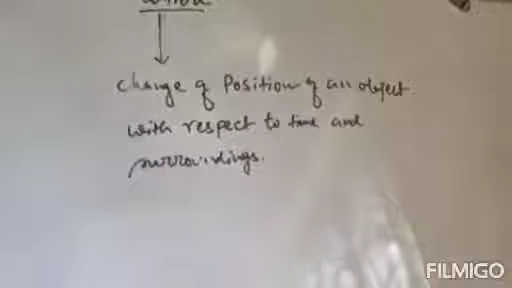 change of Position of an object
with respect to time and
surroundings.
FILMIGO